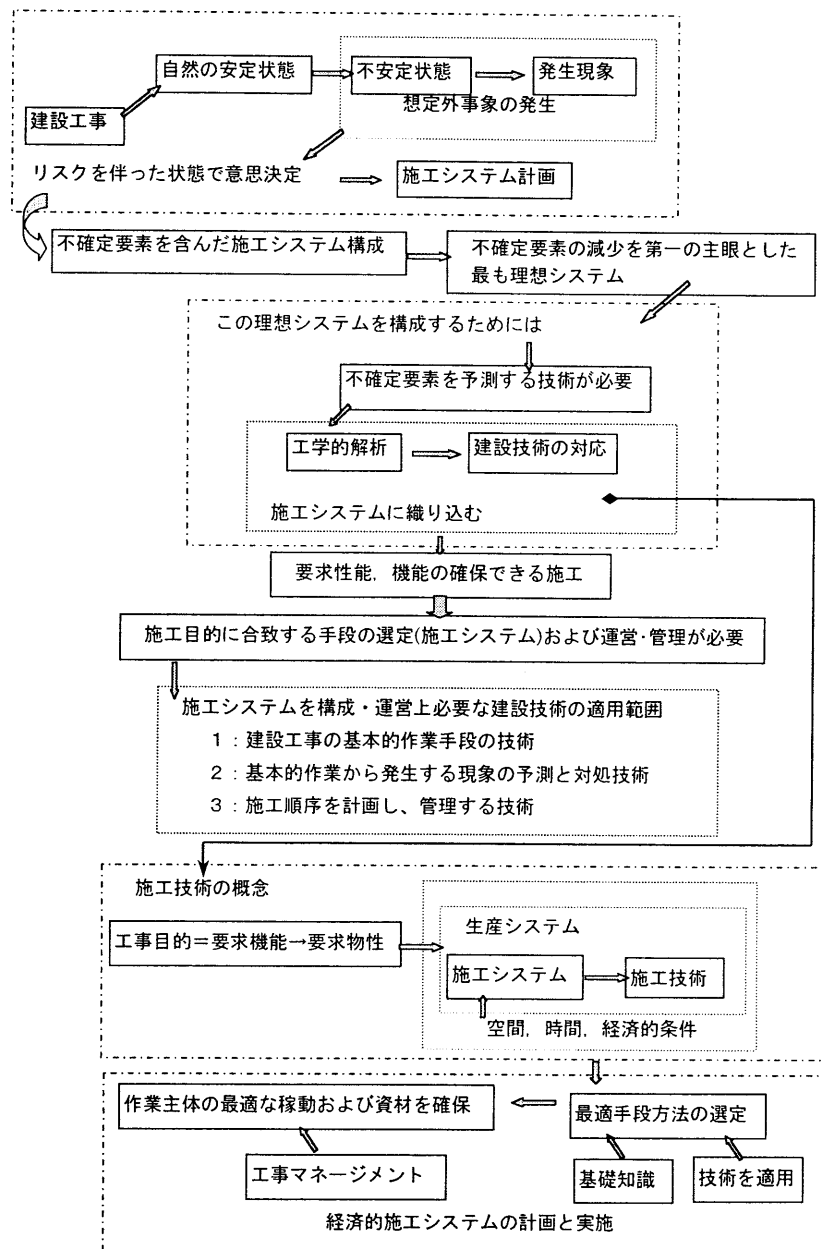 自然の安定状態
不安定状態
発生現象
想定外事象の発生
建設工事
リスクを伴った状態で意思決定
施工システム計画
不確定要素を含んだ施工システム構成
不確定要素の減少を第一の主眼とした
最も理想システム
この理想システムを構成するためには
不確定要素を予測する技術が必要
工学的解析
建設技術の対応
施工システムに織り込む
要求性能，機能の確保できる施工
施工目的に合致する手段の選定(施工システム)および運営・管理が必要
施工システムを構成・運営上必要な建設技術の適用範囲
1：建設工事の基本的作業手段の技術
2：基本的作業から発生する現象の予測と対処技術
3：施工順序を計画し、管理する技術
施工技術の概念
工事目的＝要求機能→要求物性
生産システム
施工システム
施工技術
空間，時間，経済的条件
作業主体の最適な稼動および資材を確保
最適手段方法の選定
工事マネージメント
基礎知識
技術を適用
経済的施工システムの計画と実施